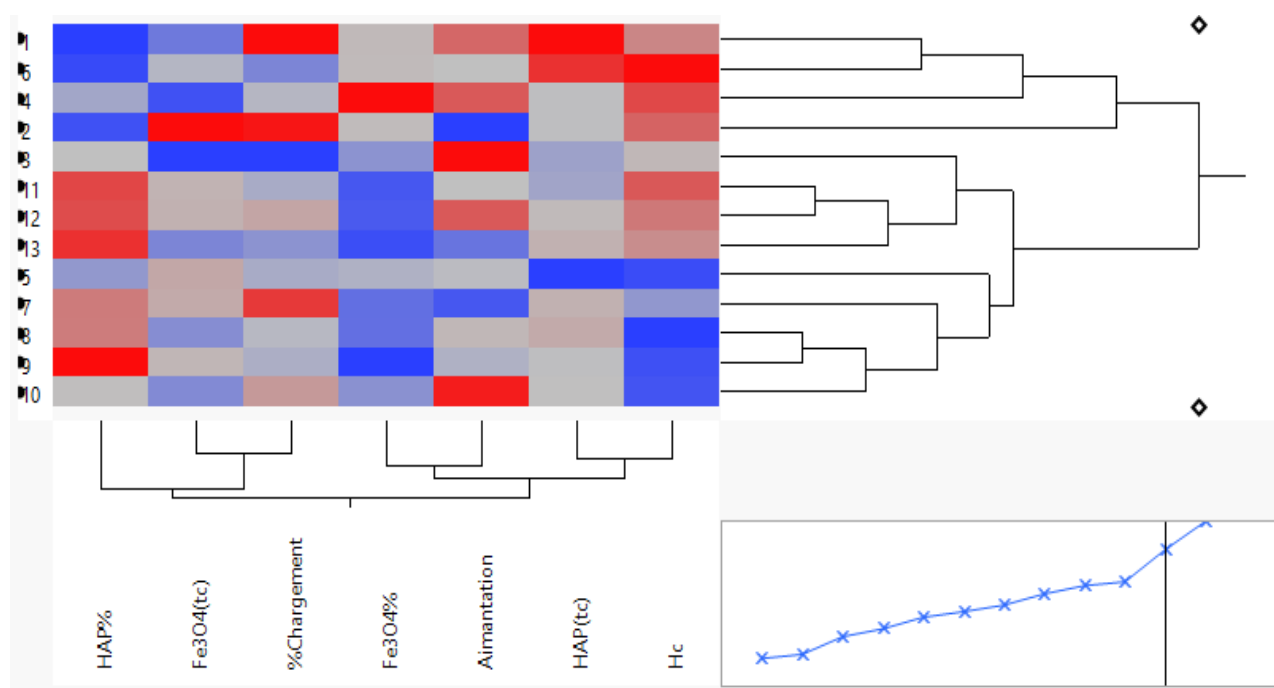 1
6
4
2
3
11
12
13
5
7
8
9
10
HAP%
Fe3O4(tc)
%Chargement
Fe3O4%
Aimantation
HAP(tc)
Hc